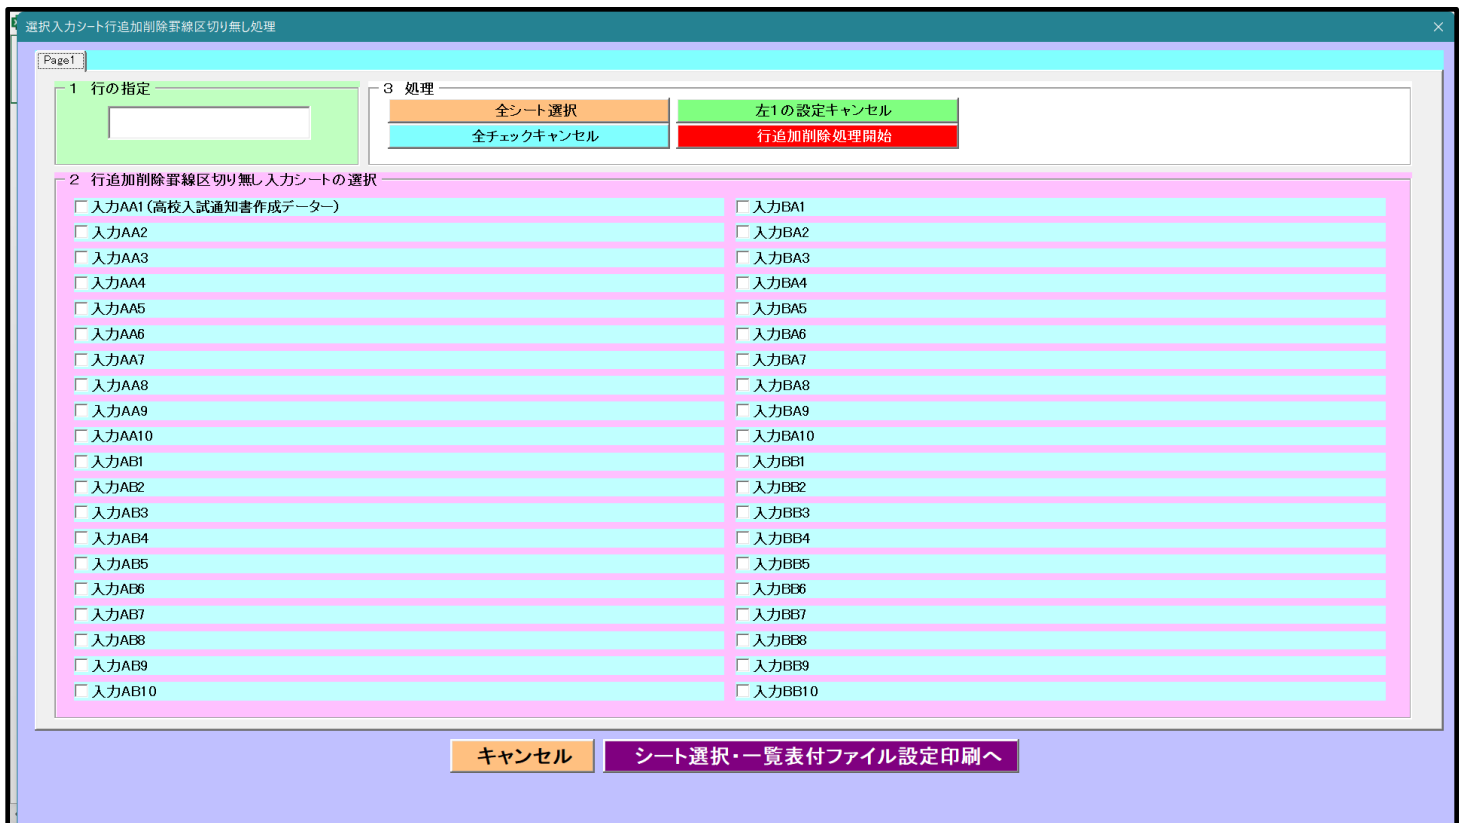 選択入力シート行追加削除罫線区切り無し処理
Page1
1 行の指定
3 処理
全シート選択
左1の設定キャンセル
全チェックキャンセル
行追加削除処理開始
2 行追加削除罫線区切り無し入力シートの選択
入力AA1(高校入試通知書作成データー)
入力BA1
入力AA2
入力BA2
入力AA3
入力BA3
入力AA4
入力BA4
入力AA5
入力BA5
入力AA6
入力BA6
入力AA7
入力BA7
入力AA8
入力BA8
入力AA9
入力BA9
入力AA10
入力BA10
入力AB1
入力BB1
入力AB2
入力BB2
入力AB3
入力BB3
入力AB4
入力BB4
入力AB5
入力BB5
入力AB6
入力BB6
入力AB7
入力BB7
入力AB8
入力BB8
入力AB9
入力BB9
入力AB10
入力BB10
キャンセル
シート選択・一覧表付ファイル設定印刷へ